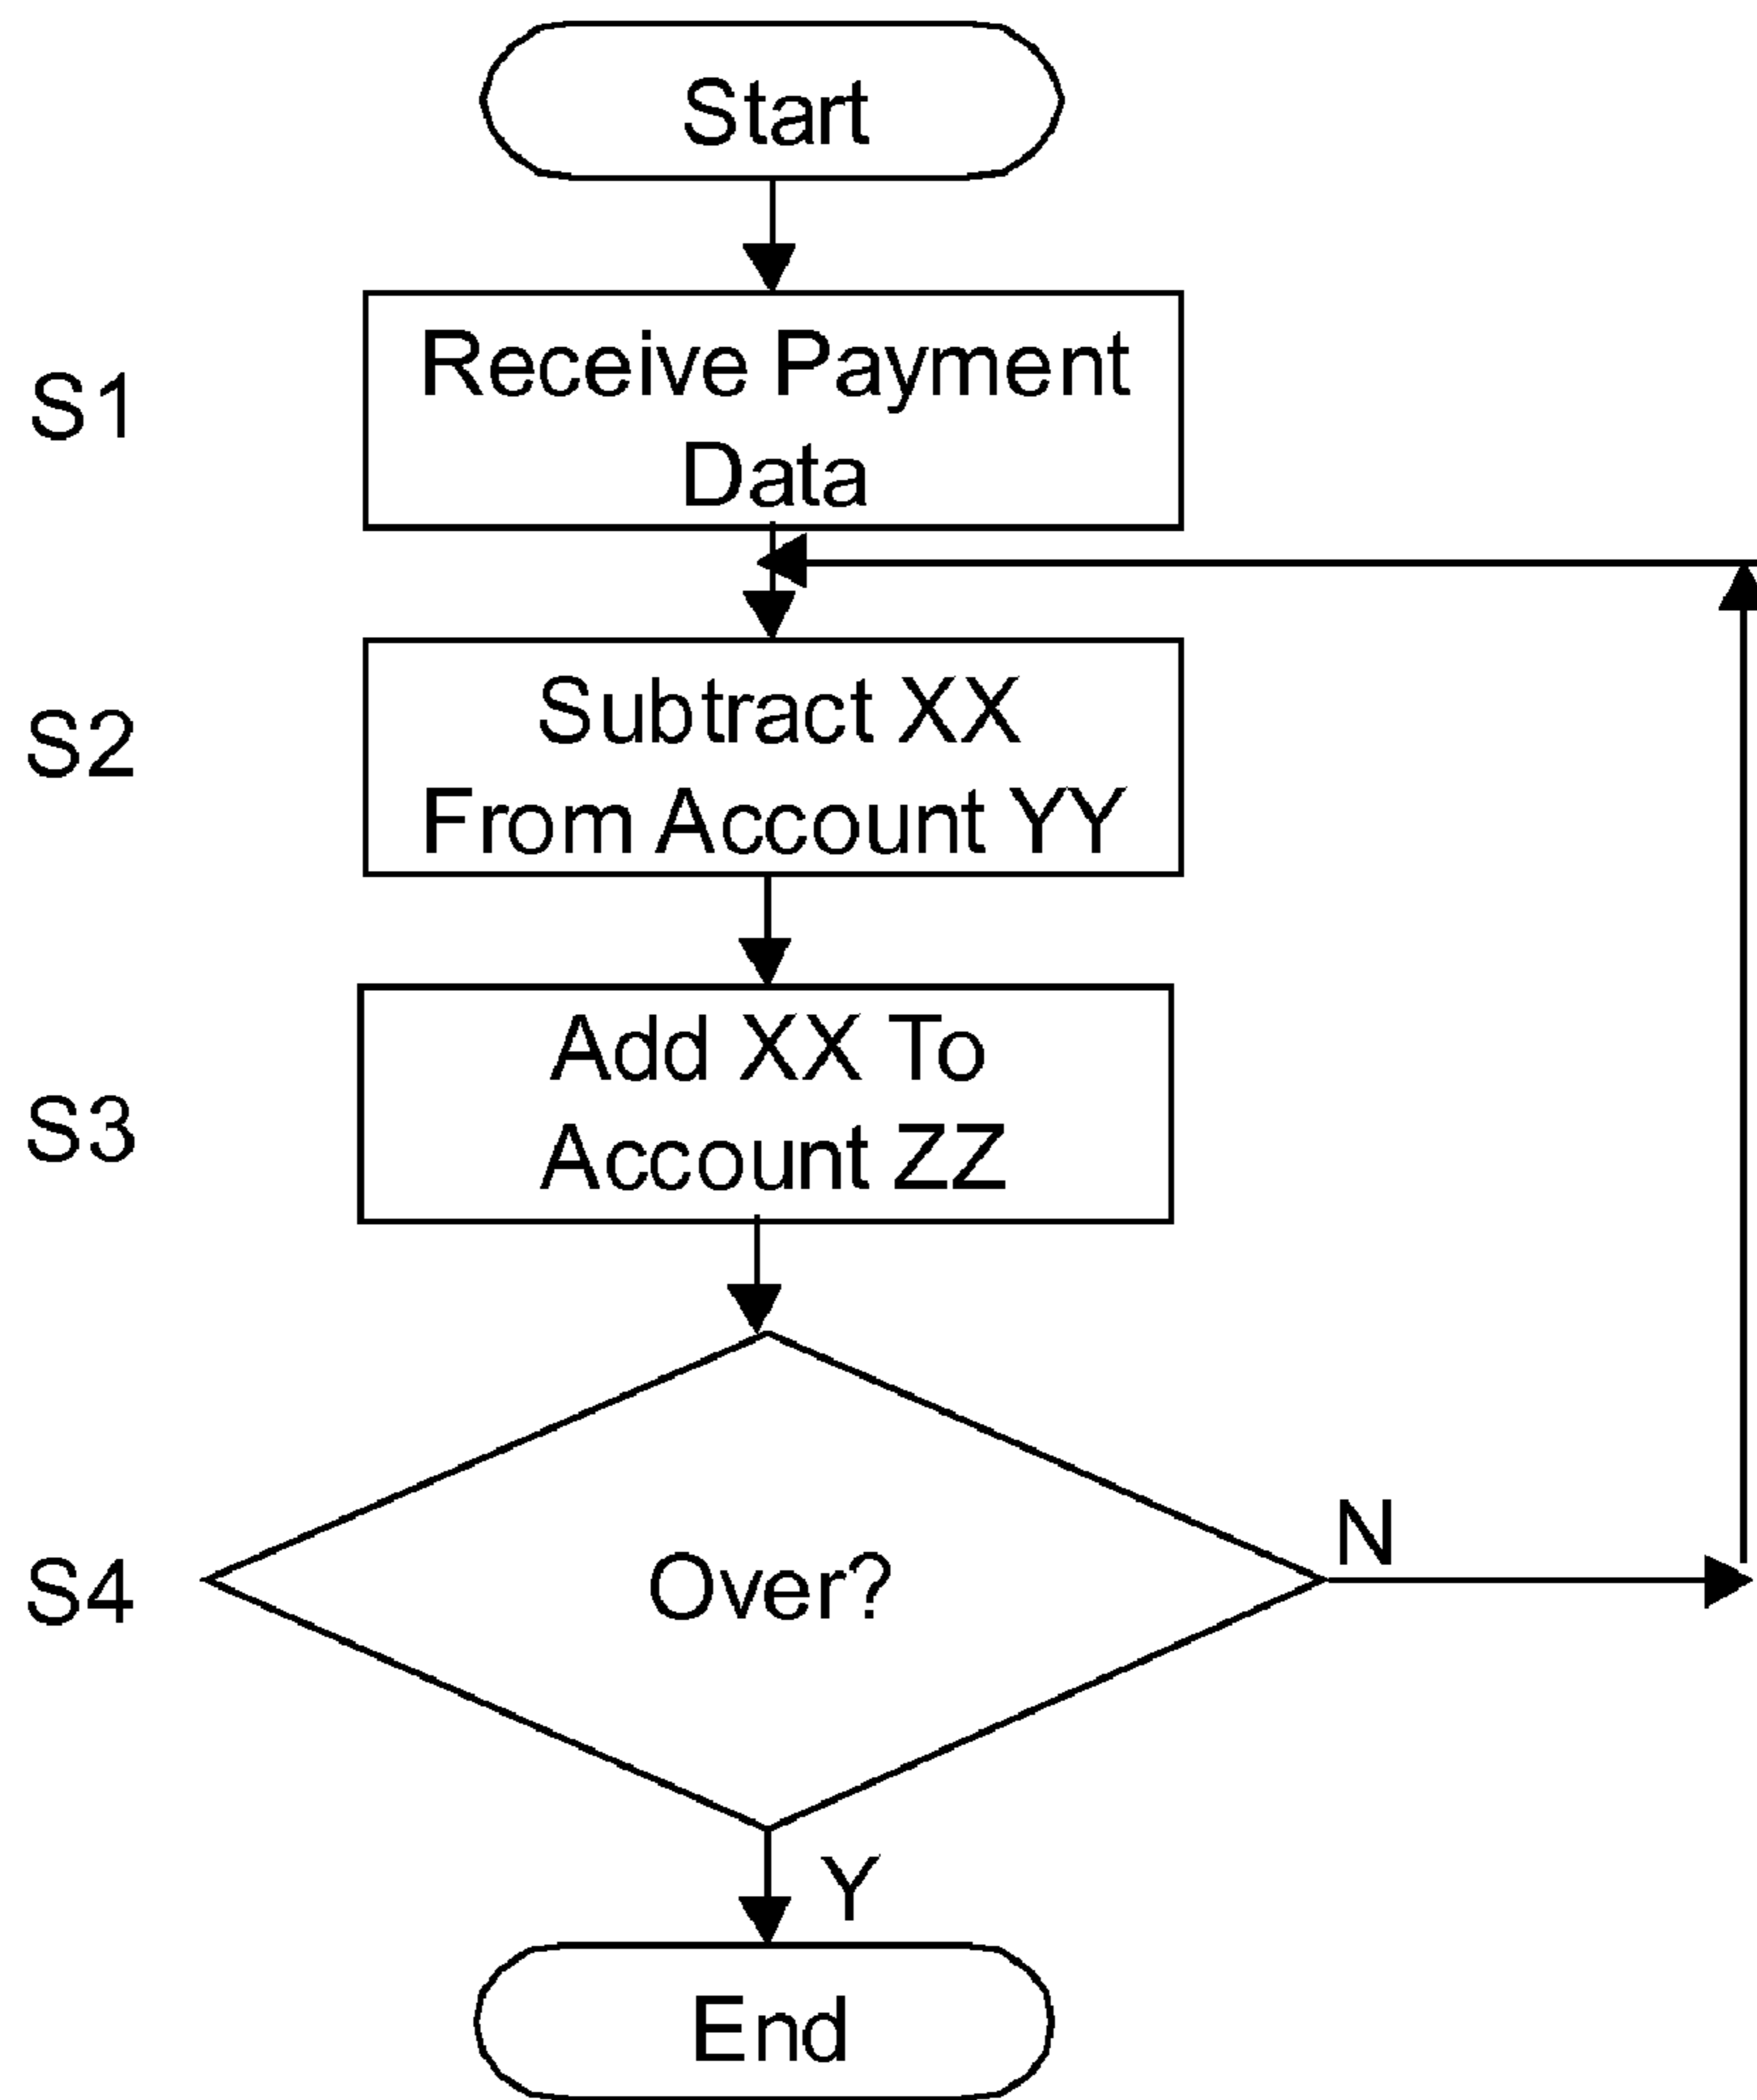 Start
S1
Receive Payment
Data
S2
Subtract XX
From Account YY
S3
Add XX To
Account ZZ
S4
Over?
N
Y
End